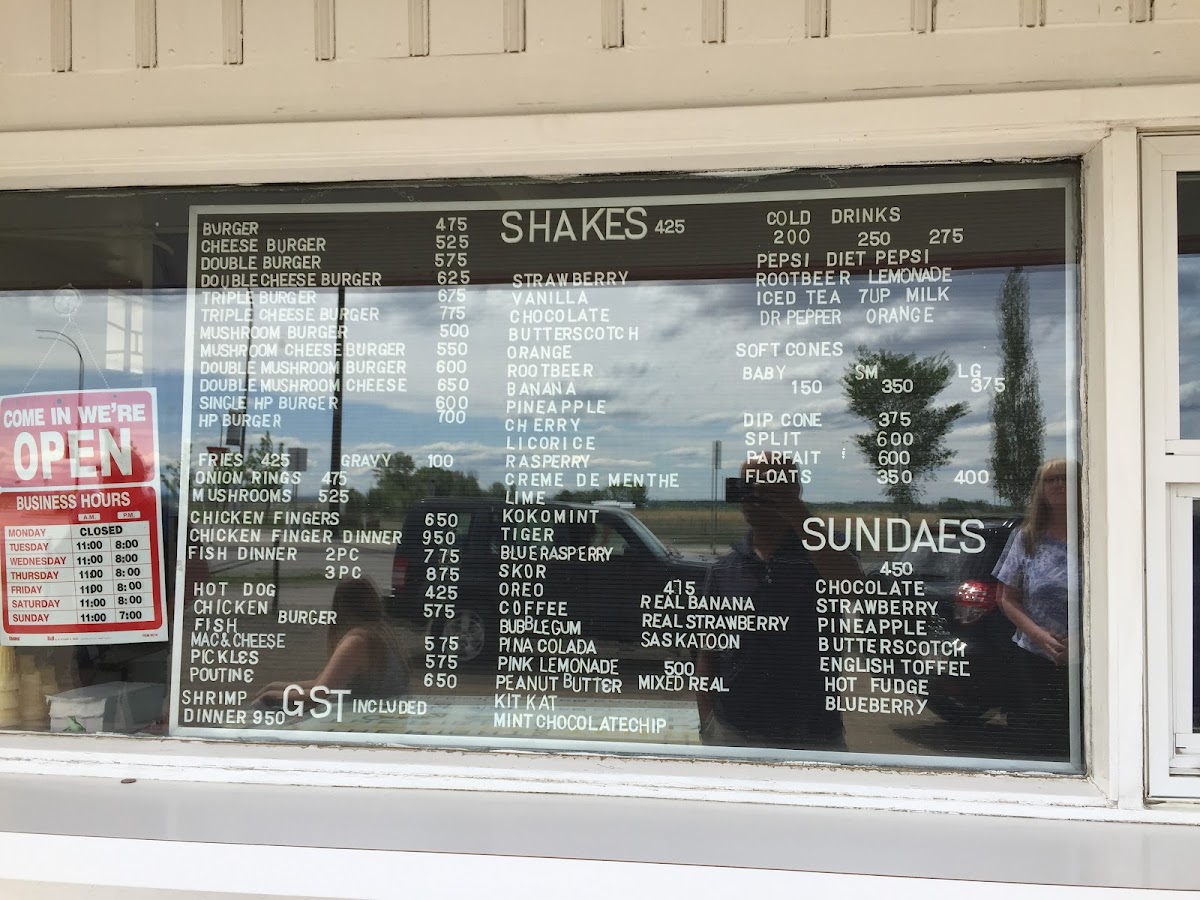 COME IN WE'RE
OPEN
BUSINESS HOURS
A.M. P.M.
MONDAY CLOSED
TUESDAY 11:00 8:00
WEDNESDAY 11:00 8:00
THURSDAY 11:00 8:00
FRIDAY 11:00 8:00
SATURDAY 11:00 8:00
SUNDAY 11:00 7:00
BURGER 475
CHEESE BURGER 525
DOUBLE BURGER 575
DOUBLE CHEESE BURGER 625
TRIPLE BURGER 675
TRIPLE CHEESE BURGER 775
MUSHROOM BURGER 500
MUSHROOM CHEESE BURGER 550
DOUBLE MUSHROOM BURGER 600
DOUBLE MUSHROOM CHEESE 650
SINGLE HP BURGER 600
HP BURGER 700
FRIES 425 GRAVY 100
ONION RINGS 475
MUSHROOMS 525
CHICKEN FINGERS 650
CHICKEN FINGER DINNER 950
FISH DINNER 2PC 775
3PC 875
HOT DOG 425
CHICKEN BURGER 575
FISH
MAC&CHEESE 575
PICKLES 575
POUTINE 650
SHRIMP
DINNER 950 GST INCLUDED
SHAKES 425
STRAWBERRY
VANILLA
CHOCOLATE
BUTTERSCOTCH
ORANGE
ROOTBEER
BANANA
PINEAPPLE
CHERRY
LICORICE
RASPERRY
CREME DE MENTHE
LIME
KOKOMINT
TIGER
BLUE RASPERRY
SKOR
OREO
COFFEE
BUBBLEGUM
PINA COLADA
PINK LEMONADE
PEANUT BUTTER
KIT KAT
MINT CHOCOLATECHIP
475
REAL BANANA
REAL STRAWBERRY
SASKATOON
500
MIXED REAL
COLD DRINKS
200 250 275
PEPSI DIET PEPSI
ROOTBEER LEMONADE
ICED TEA 7UP MILK
DR PEPPER ORANGE
SOFT CONES
BABY SM LG
150 350 375
DIP CONE 375
SPLIT 600
PARFAIT 600
FLOATS 350 400
SUNDAES
450
CHOCOLATE
STRAWBERRY
PINEAPPLE
BUTTERSCOTCH
ENGLISH TOFFEE
HOT FUDGE
BLUEBERRY